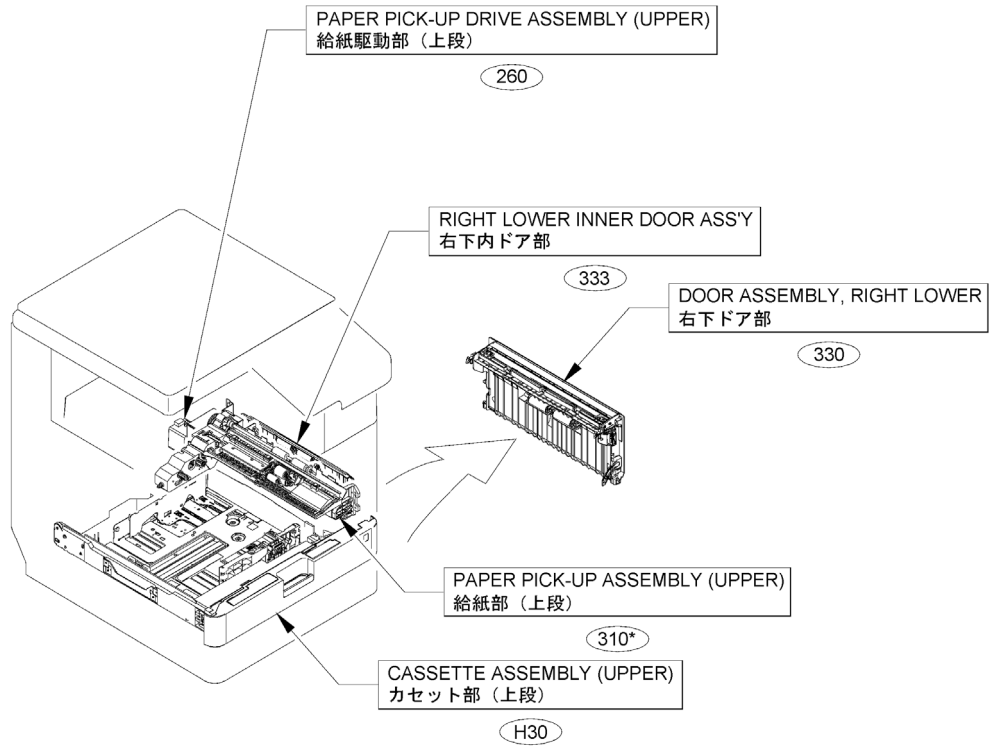 PAPER PICK-UP DRIVE ASSEMBLY (UPPER)
給紙駆動部（上段）
260
RIGHT LOWER INNER DOOR ASS'Y
右下内ドア部
333
DOOR ASSEMBLY, RIGHT LOWER
右下ドア部
330
PAPER PICK-UP ASSEMBLY (UPPER)
給紙部（上段）
310*
CASSETTE ASSEMBLY (UPPER)
カセット部（上段）
H30